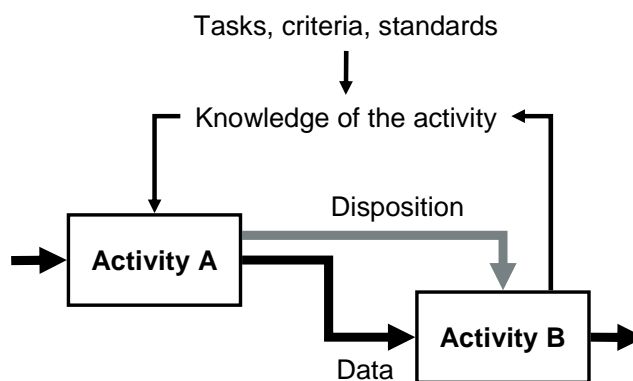 Tasks, criteria, standards
Knowledge of the activity
Disposition
Activity A
Activity B
Data